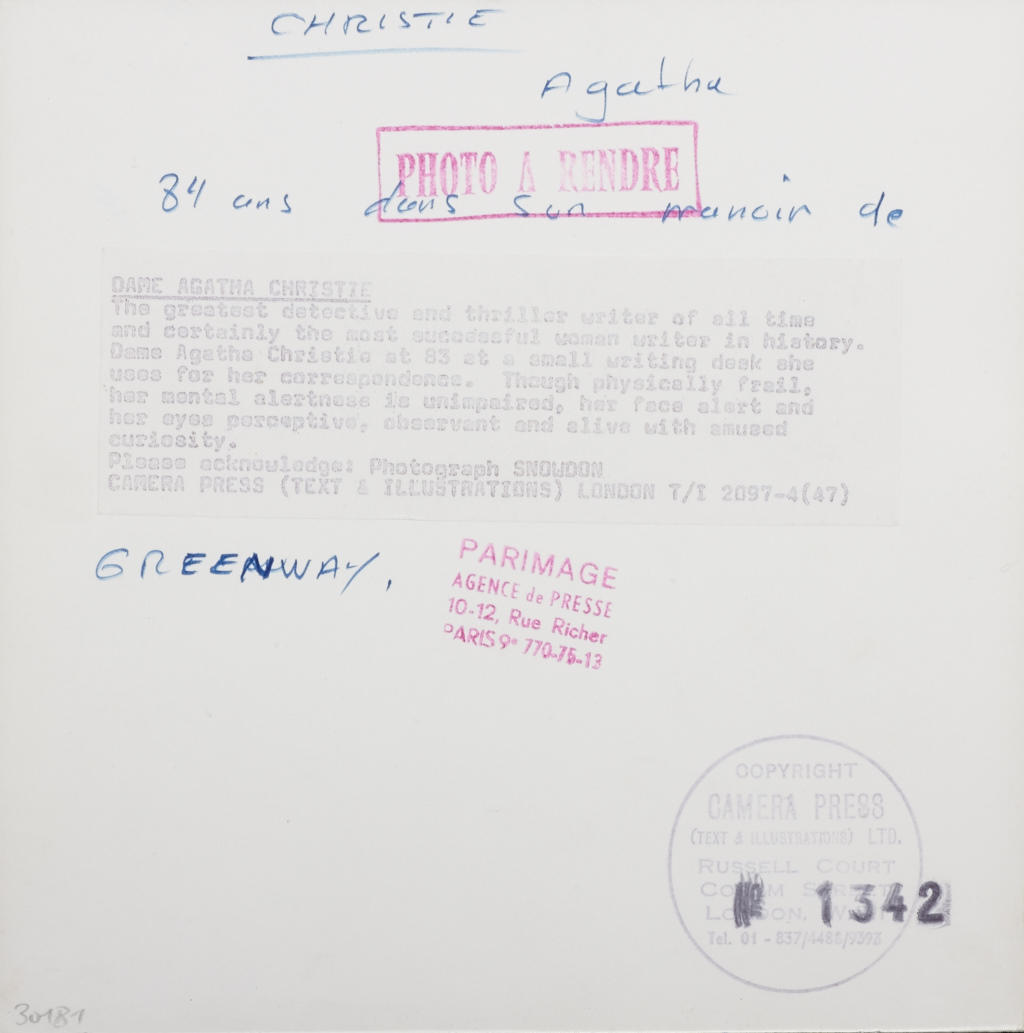 CHRISTIE
Agatha
PHOTO A RENDRE
84 ans dans son manoir de
DAME AGATHA CHRISTIE
The greatest detective and thriller writer of all time
and certainly the most successful woman writer in history.
Dame Agatha Christie at 83 at a small writing desk she
uses for her correspondence. Though physically frail,
her mental alertness is unimpaired, her face alert and
her eyes perceptive, observant and alive with amused
curiosity.
Please acknowledge: Photograph SNOWDON
CAMERA PRESS (TEXT & ILLUSTRATIONS) LONDON T/I 2097-4(47)
GREENWAY,
PARIMAGE
AGENCE de PRESSE
10-12, Rue Richer
PARIS 9e 770-75-13
COPYRIGHT
CAMERA PRESS
(TEXT & ILLUSTRATIONS) LTD.
RUSSELL COURT
STREET
LONDON,
1342
Tel. 01 - 837/4488/9393
30181